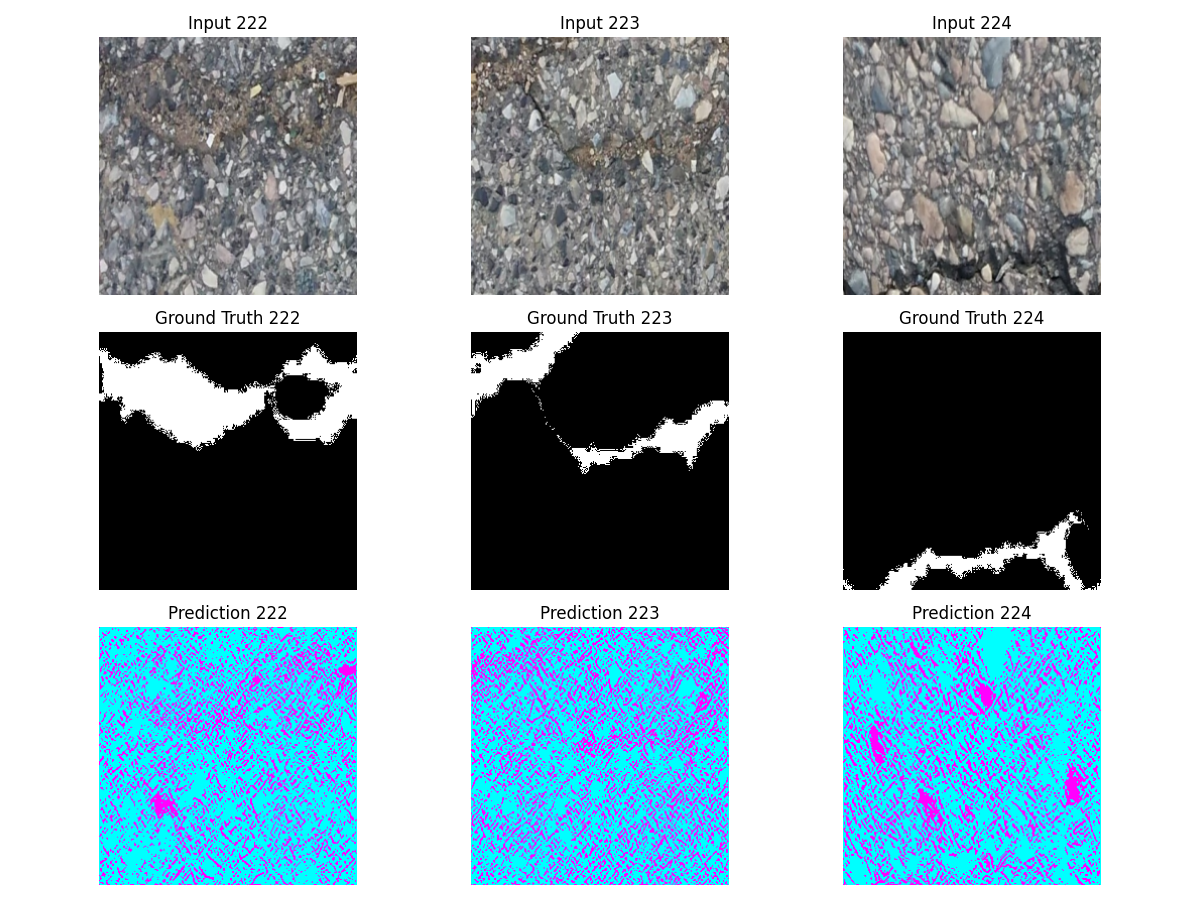 Input 222
Input 223
Input 224
Ground Truth 222
Ground Truth 223
Ground Truth 224
Prediction 222
Prediction 223
Prediction 224